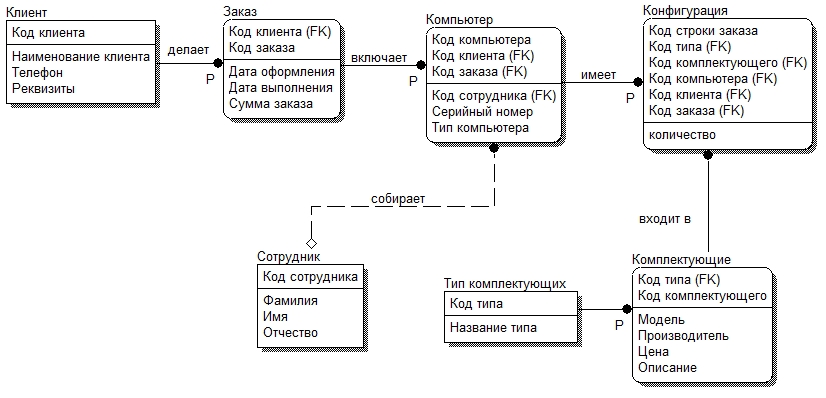 Клиент
Код клиента
Наименование клиента
Телефон
Реквизиты
делает
P
Заказ
Код клиента (FK)
Код заказа
Дата оформления
Дата выполнения
Сумма заказа
включает
P
Компьютер
Код компьютера
Код клиента (FK)
Код заказа (FK)
Код сотрудника (FK)
Серийный номер
Тип компьютера
имеет
P
Конфигурация
Код строки заказа
Код типа (FK)
Код комплектующего (FK)
Код компьютера (FK)
Код клиента (FK)
Код заказа (FK)
количество
собирает
входит в
Сотрудник
Код сотрудника
Фамилия
Имя
Отчество
Тип комплектующих
Код типа
Название типа
P
Комплектующие
Код типа (FK)
Код комплектующего
Модель
Производитель
Цена
Описание